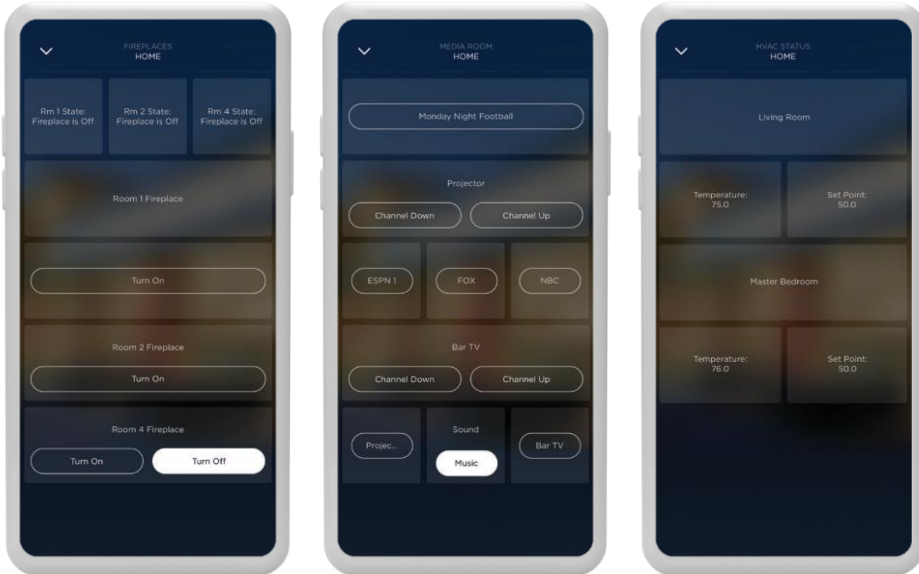 FIREPLACES
HOME
Rm 1 State:
Fireplace is Off
Rm 2 State:
Fireplace is Off
Rm 4 State:
Fireplace is Off
Room 1 Fireplace
Turn On
Room 2 Fireplace
Turn On
Room 4 Fireplace
Turn On
Turn Off
MEDIA ROOM
HOME
Monday Night Football
Projector
Channel Down
Channel Up
ESPN 1
FOX
NBC
Bar TV
Channel Down
Channel Up
Projec...
Sound
Music
Bar TV
HVAC STATUS
HOME
Living Room
Temperature:
75.0
Set Point:
50.0
Master Bedroom
Temperature:
76.0
Set Point:
50.0